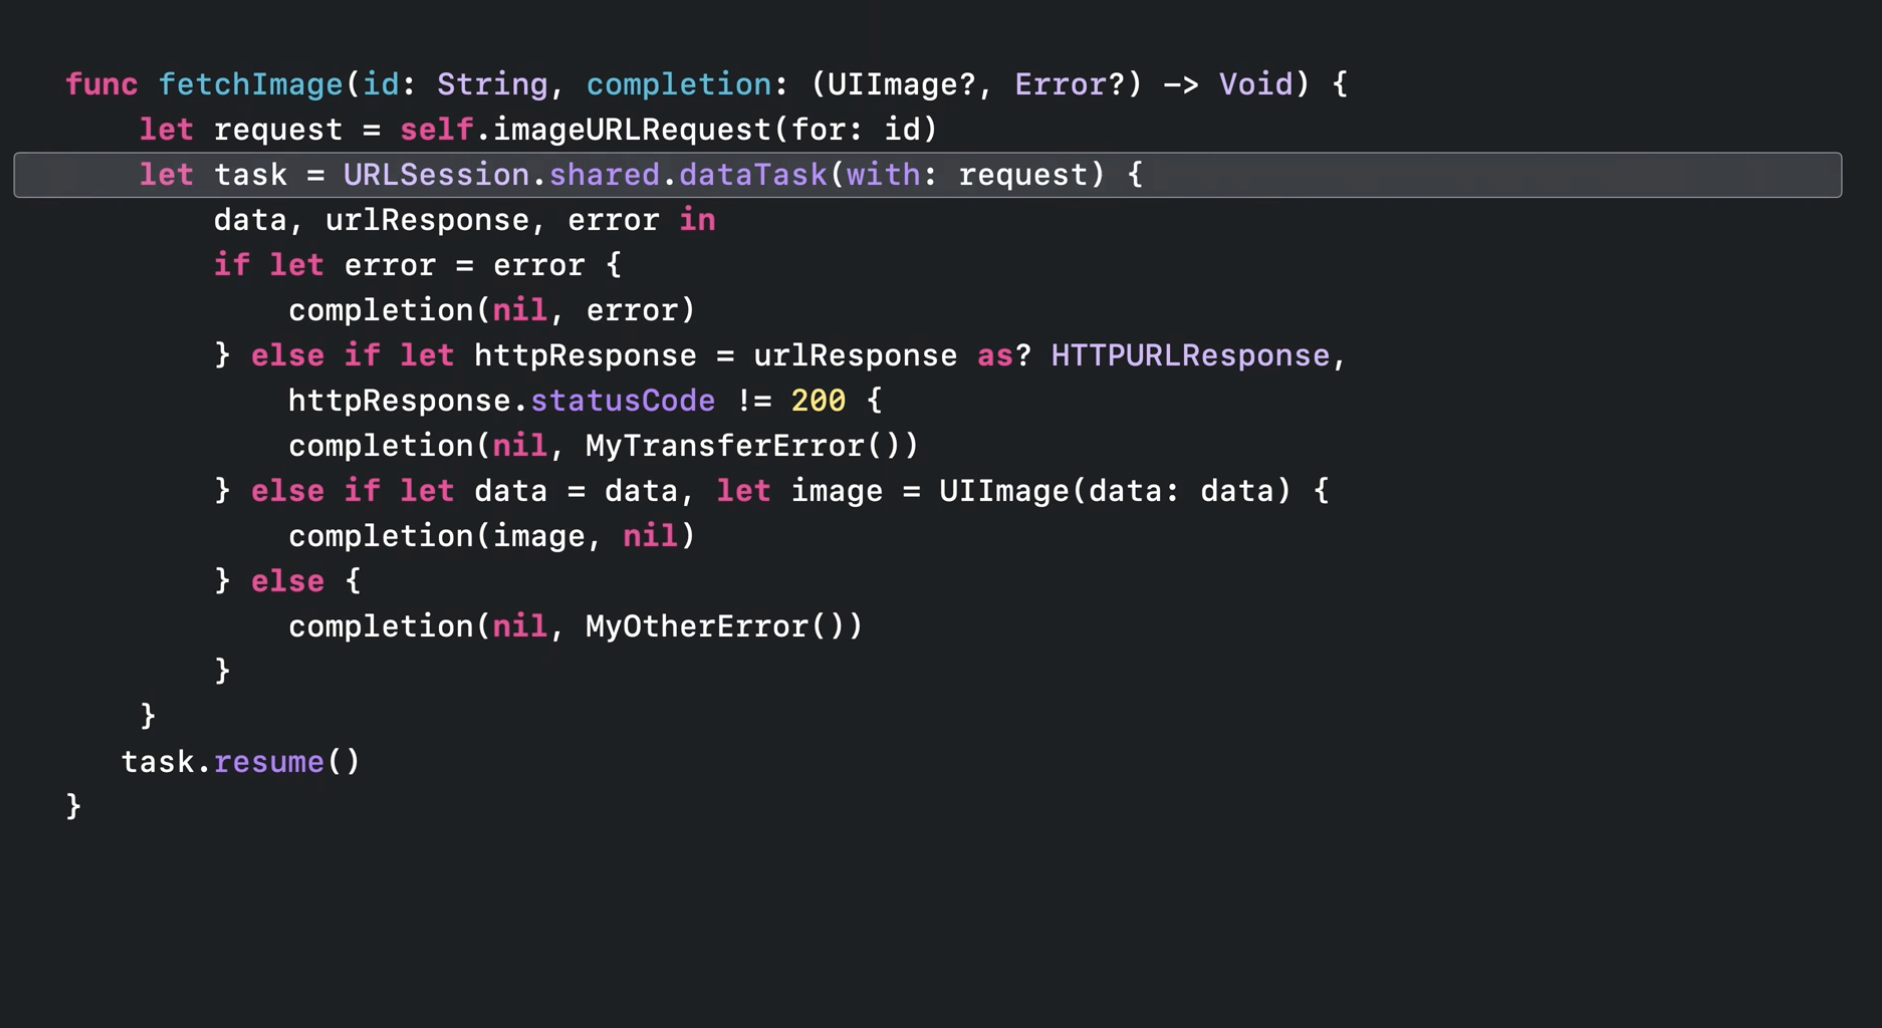 func fetchImage(id: String, completion: (UIImage?, Error?) -> Void) {
    let request = self.imageURLRequest(for: id)
    let task = URLSession.shared.dataTask(with: request) {
        data, urlResponse, error in
        if let error = error {
            completion(nil, error)
        } else if let httpResponse = urlResponse as? HTTPURLResponse,
            httpResponse.statusCode != 200 {
            completion(nil, MyTransferError())
        } else if let data = data, let image = UIImage(data: data) {
            completion(image, nil)
        } else {
            completion(nil, MyOtherError())
        }
    }
   task.resume()
}